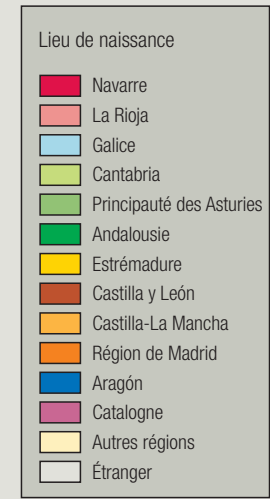 Lieu de naissance
Navarre
La Rioja
Galice
Cantabria
Principauté des Asturies
Andalousie
Estrémadure
Castilla y León
Castilla-La Mancha
Région de Madrid
Aragón
Catalogne
Autres régions
Étranger